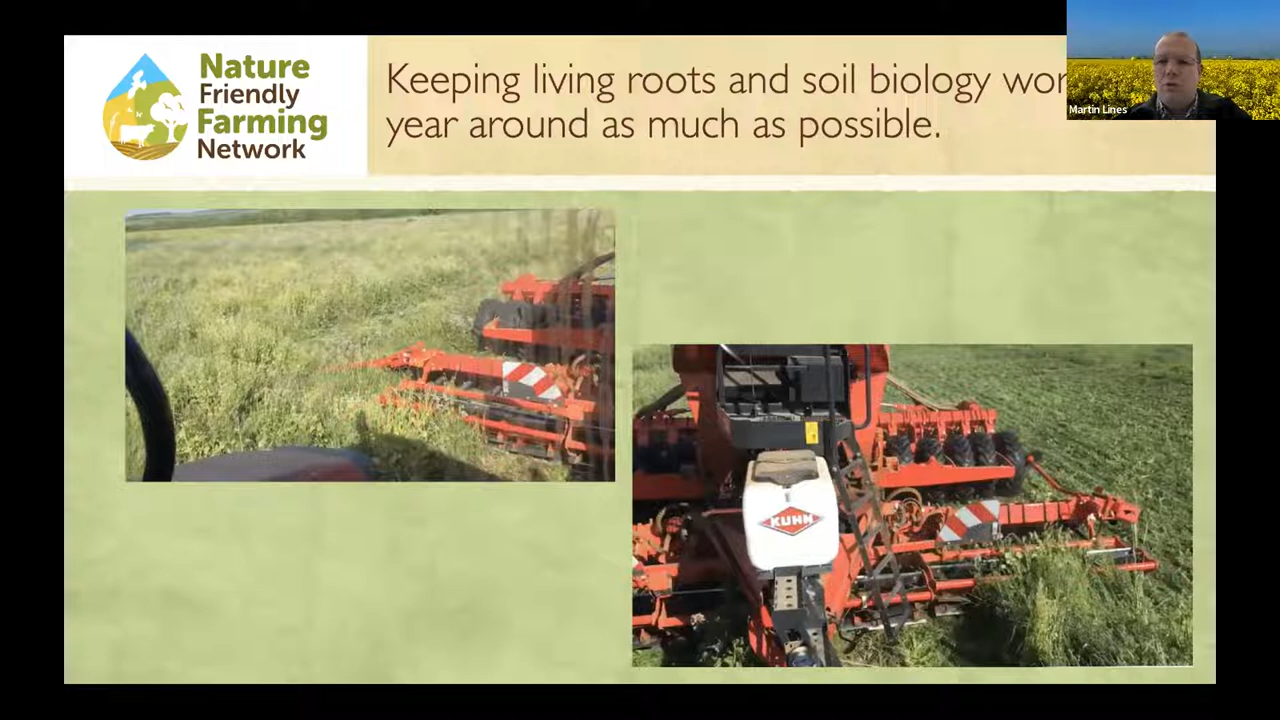 Nature
Friendly
Farming
Network
Keeping living roots and soil biology
year around as much as possible.
Martin Lines
KUHN